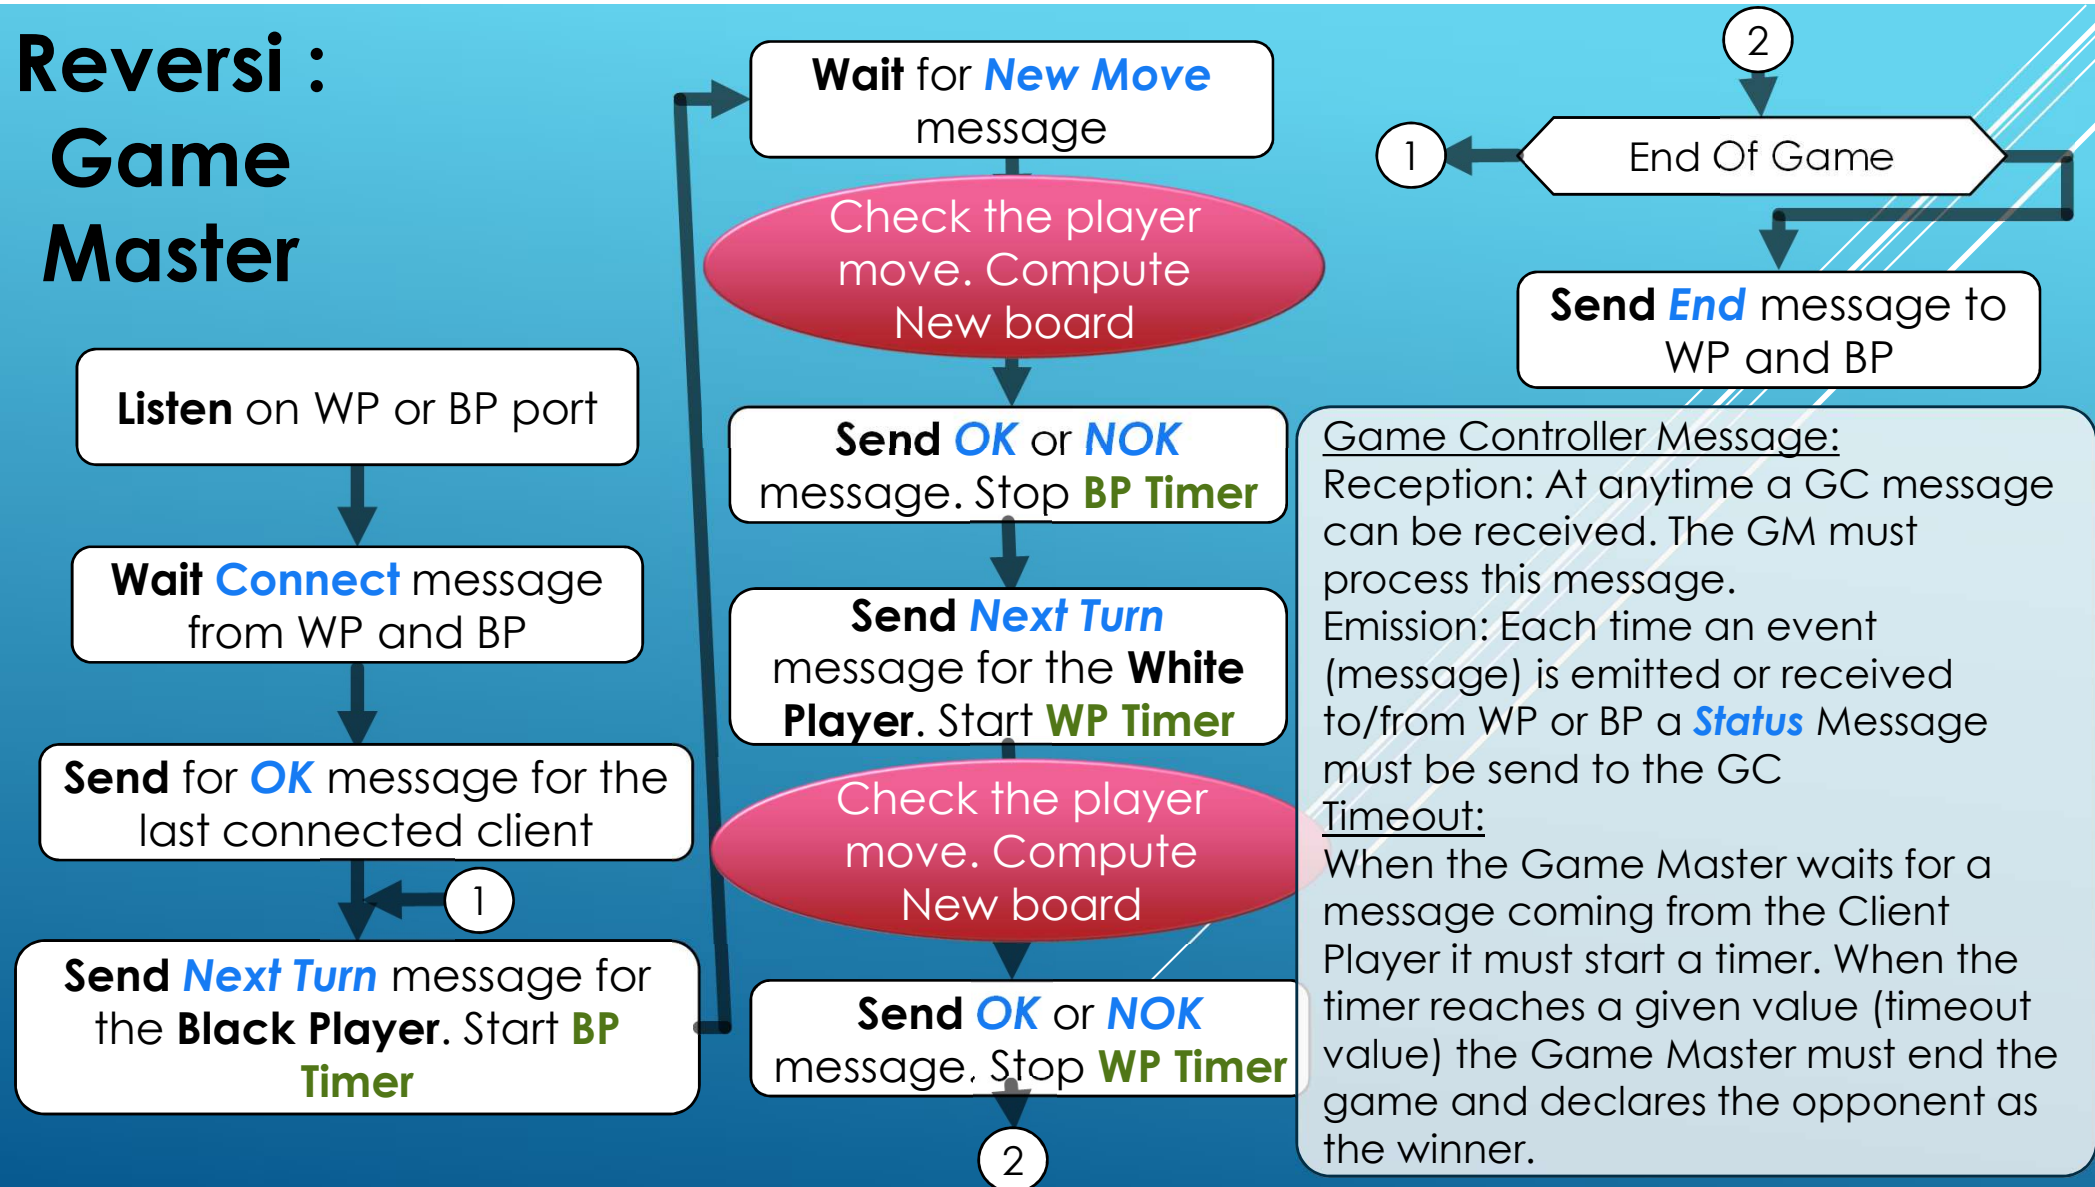 Reversi :
Game
Master
Listen on WP or BP port
Wait Connect message
from WP and BP
Send for OK message for the
last connected client
1
Send Next Turn message for
the Black Player. Start BP
Timer
Wait for New Move
message
Check the player
move. Compute
New board
Send OK or NOK
message. Stop BP Timer
Send Next Turn
message for the White
Player. Start WP Timer
Check the player
move. Compute
New board
Send OK or NOK
message. Stop WP Timer
2
2
1
End Of Game
Send End message to
WP and BP
Game Controller Message:
Reception: At anytime a GC message
can be received. The GM must
process this message.
Emission: Each time an event
(message) is emitted or received
to/from WP or BP a Status Message
must be send to the GC
Timeout:
When the Game Master waits for a
message coming from the Client
Player it must start a timer. When the
timer reaches a given value (timeout
value) the Game Master must end the
game and declares the opponent as
the winner.